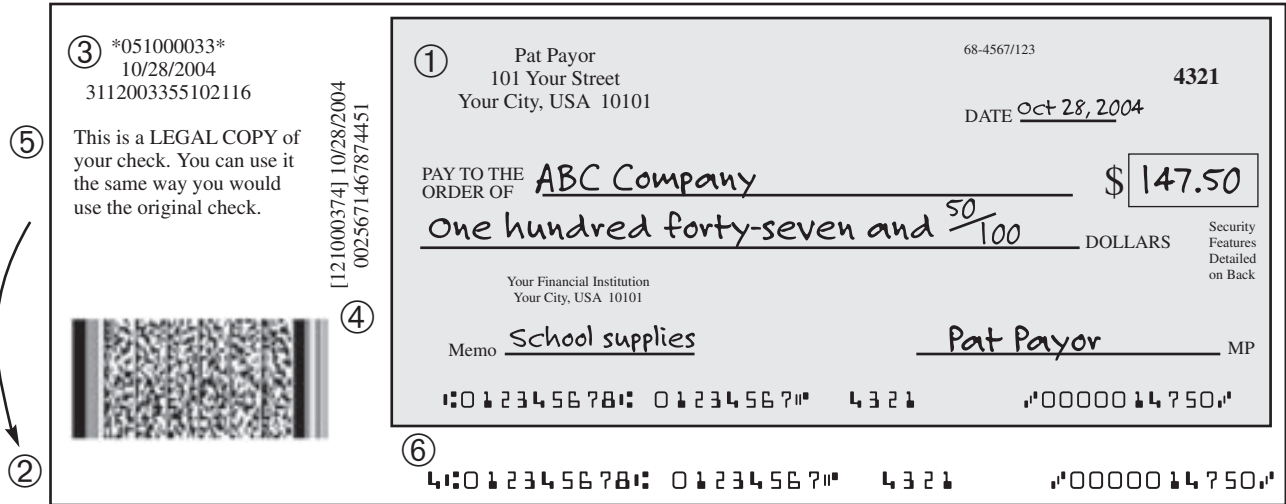 ③ *051000033*
10/28/2004
3112003355102116
⑤ This is a LEGAL COPY of
your check. You can use it
the same way you would
use the original check.
②
[121000374] 10/28/2004
0025671467874451
④
① Pat Payor
101 Your Street
Your City, USA 10101
68-4567/123
4321
DATE Oct 28, 2004
PAY TO THE
ORDER OF ABC Company $ 147.50
One hundred forty-seven and 50/100 DOLLARS
Security
Features
Detailed
on Back
Your Financial Institution
Your City, USA 10101
Memo School supplies Pat Payor MP
⑆012345678⑆ 01234567⑈ 4321 ⑇0000014750⑇
⑥
4⑆012345678⑆ 01234567⑈ 4321 ⑇0000014750⑇